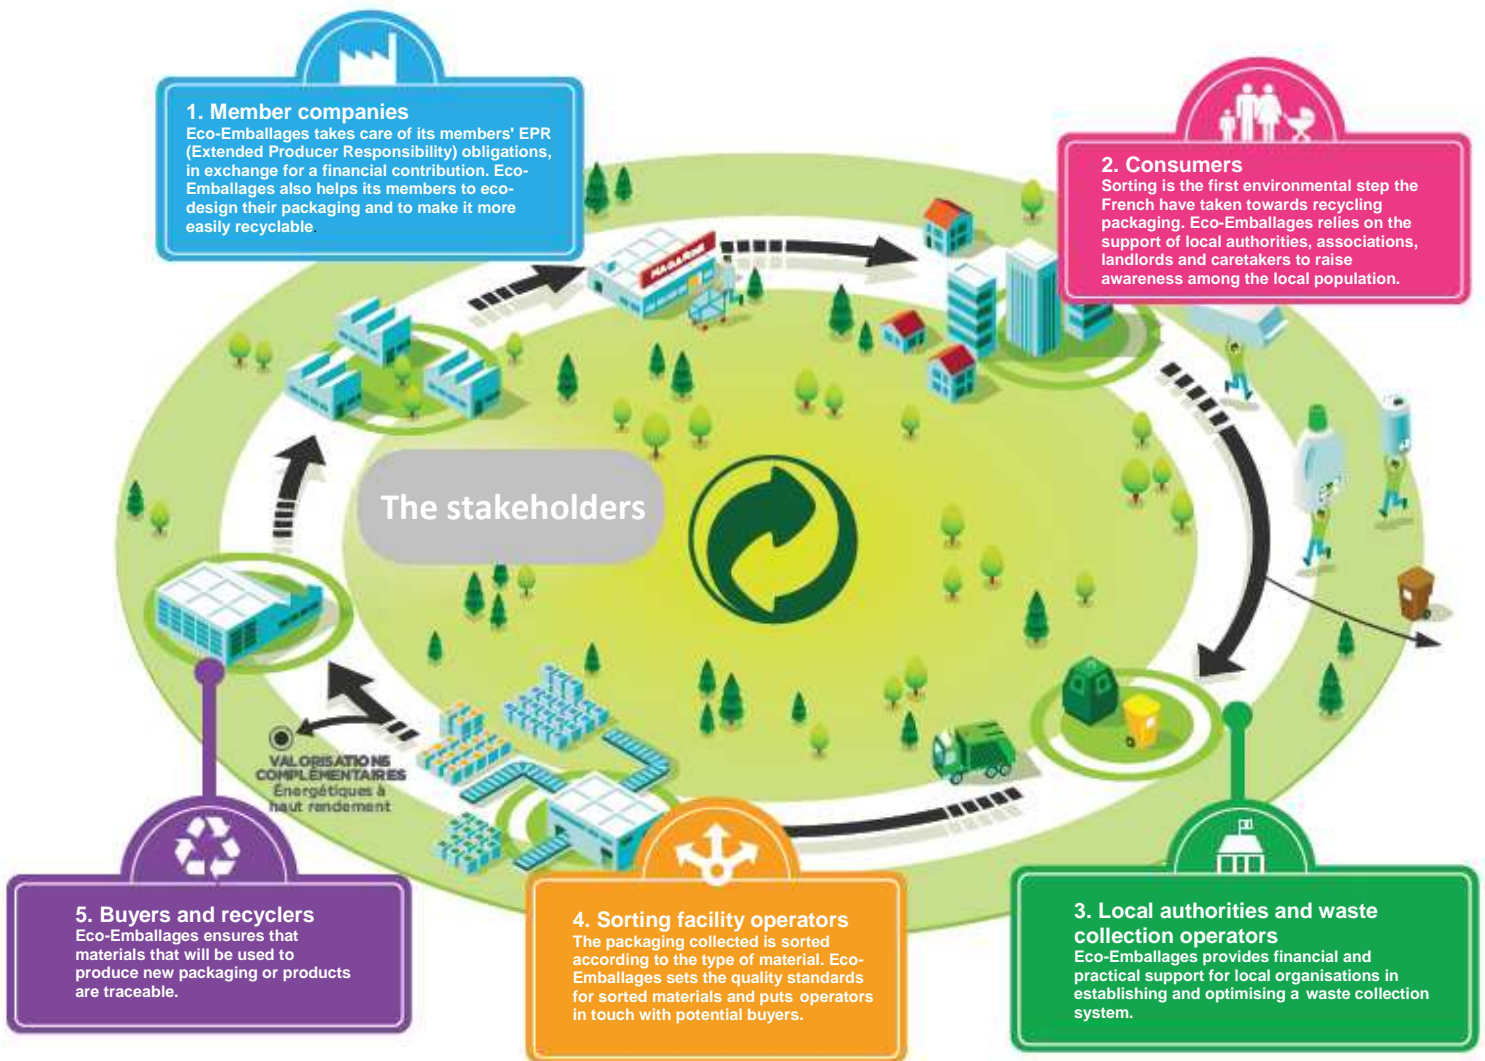 1. Member companies
Eco-Emballages takes care of its members' EPR
(Extended Producer Responsibility) obligations,
in exchange for a financial contribution. Eco-
Emballages also helps its members to eco-
design their packaging and to make it more
easily recyclable.
2. Consumers
Sorting is the first environmental step the
French have taken towards recycling
packaging. Eco-Emballages relies on the
support of local authorities, associations,
landlords and caretakers to raise
awareness among the local population.
MAGASIN
The stakeholders
VALORISATIONS
COMPLÉMENTAIRES
Énergétiques à
haut rendement
5. Buyers and recyclers
Eco-Emballages ensures that
materials that will be used to
produce new packaging or products
are traceable.
4. Sorting facility operators
The packaging collected is sorted
according to the type of material. Eco-
Emballages sets the quality standards
for sorted materials and puts operators
in touch with potential buyers.
3. Local authorities and waste
collection operators
Eco-Emballages provides financial and
practical support for local organisations in
establishing and optimising a waste collection
system.